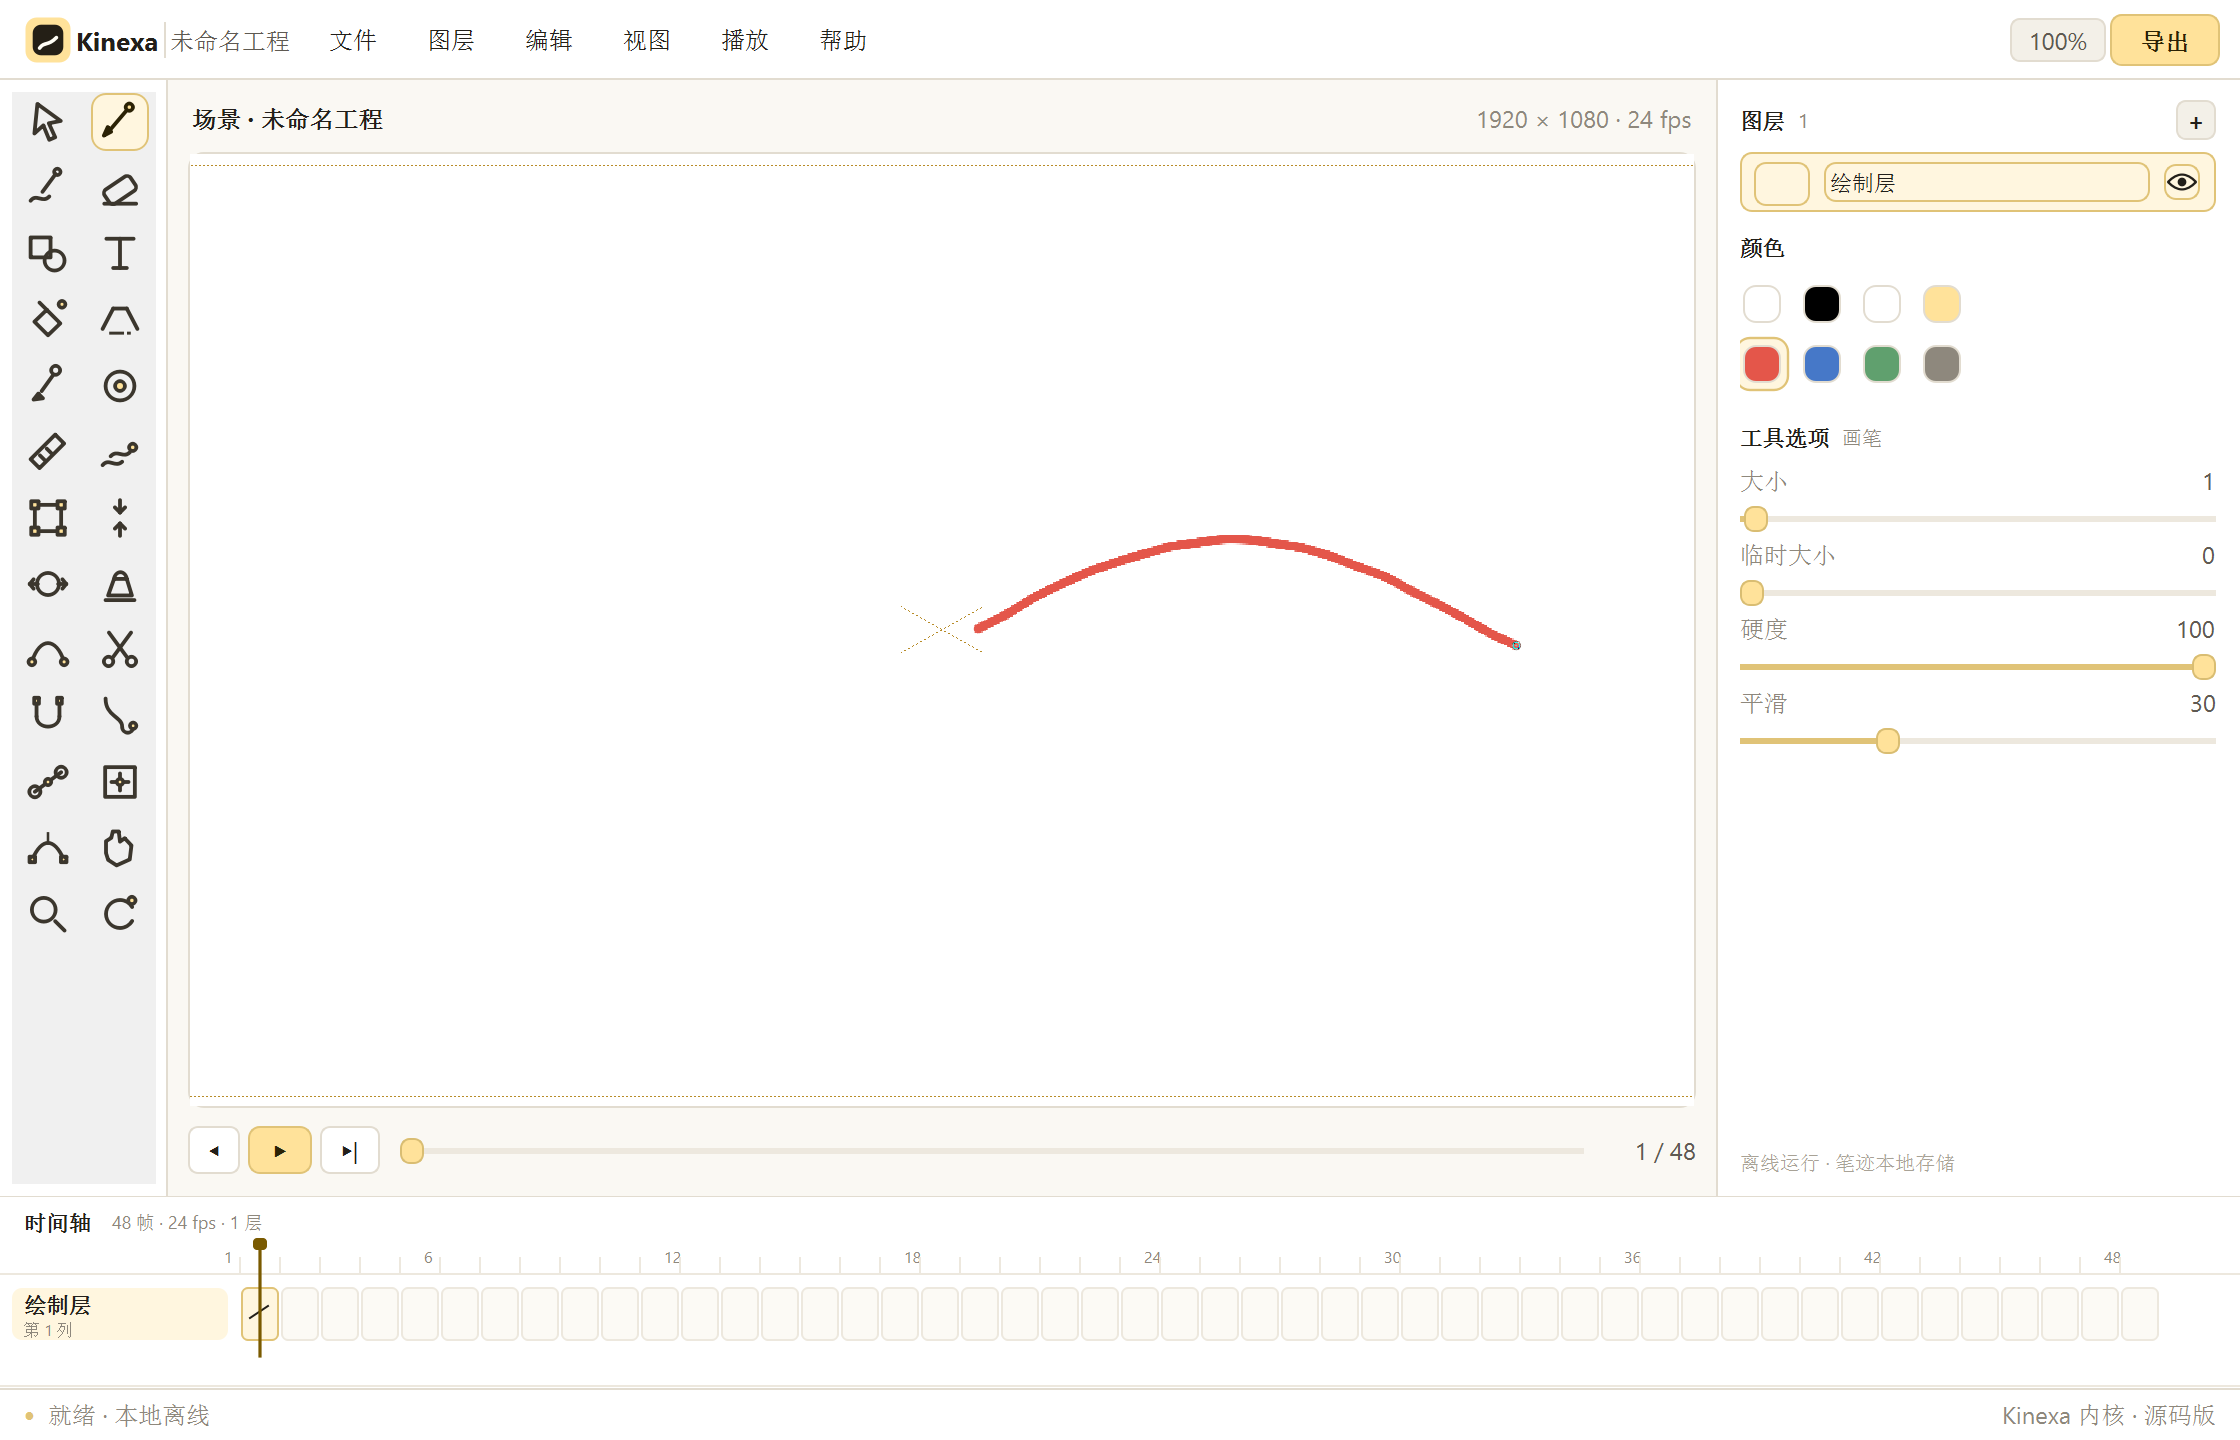 Kinexa 未命名工程 文件 图层 编辑 视图 播放 帮助 100% 导出
场景 · 未命名工程 1920 × 1080 · 24 fps
图层 1 +
绘制层
颜色
工具选项 画笔
大小 1
临时大小 0
硬度 100
平滑 30
1 / 48
离线运行 · 笔迹本地存储
时间轴 48 帧 · 24 fps · 1 层
1 6 12 18 24 30 36 42 48
绘制层
第 1 列
就绪 · 本地离线 Kinexa 内核 · 源码版